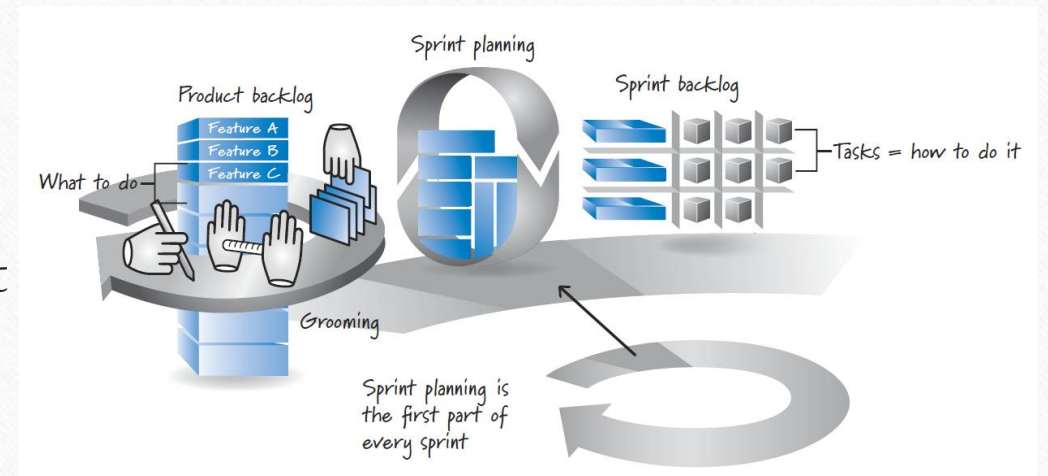 Sprint planning
Product backlog
Sprint backlog
Feature A
Feature B
Feature C
What to do
Tasks = how to do it
Grooming
Sprint planning is
the first part of
every sprint